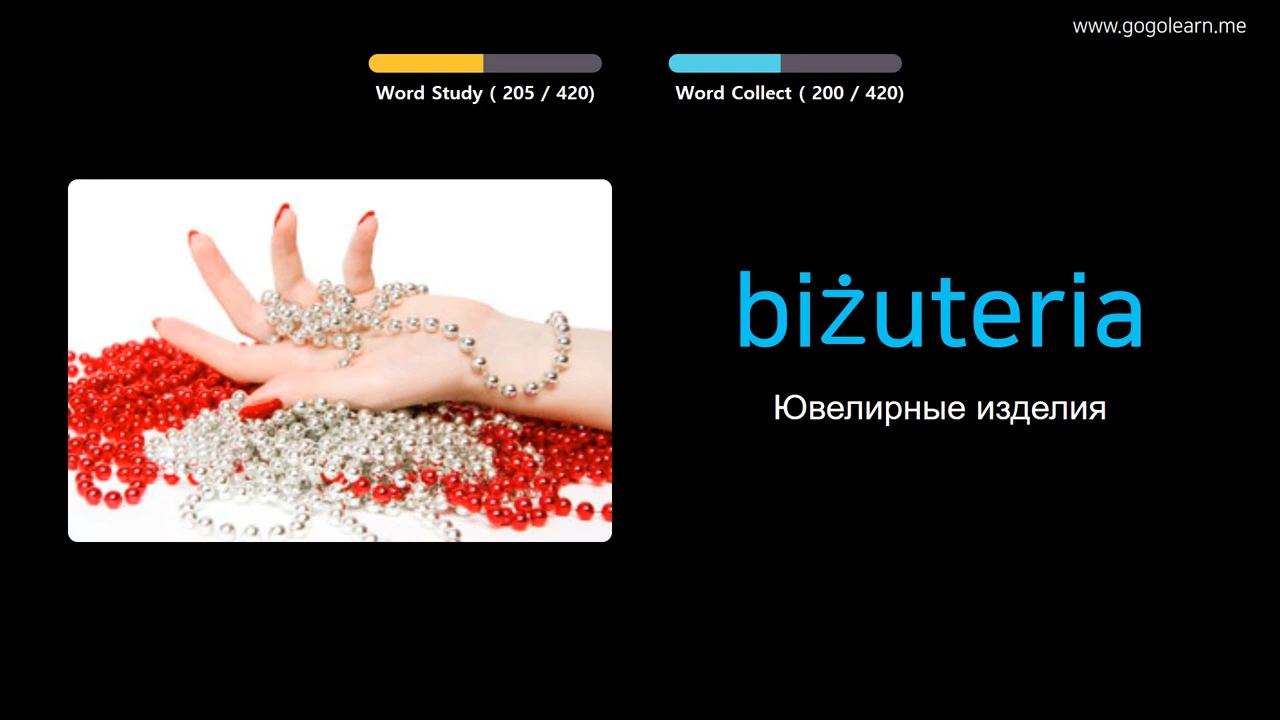 www.gogolearn.me
Word Study ( 205 / 420)
Word Collect ( 200 / 420)
biżuteria
Ювелирные изделия